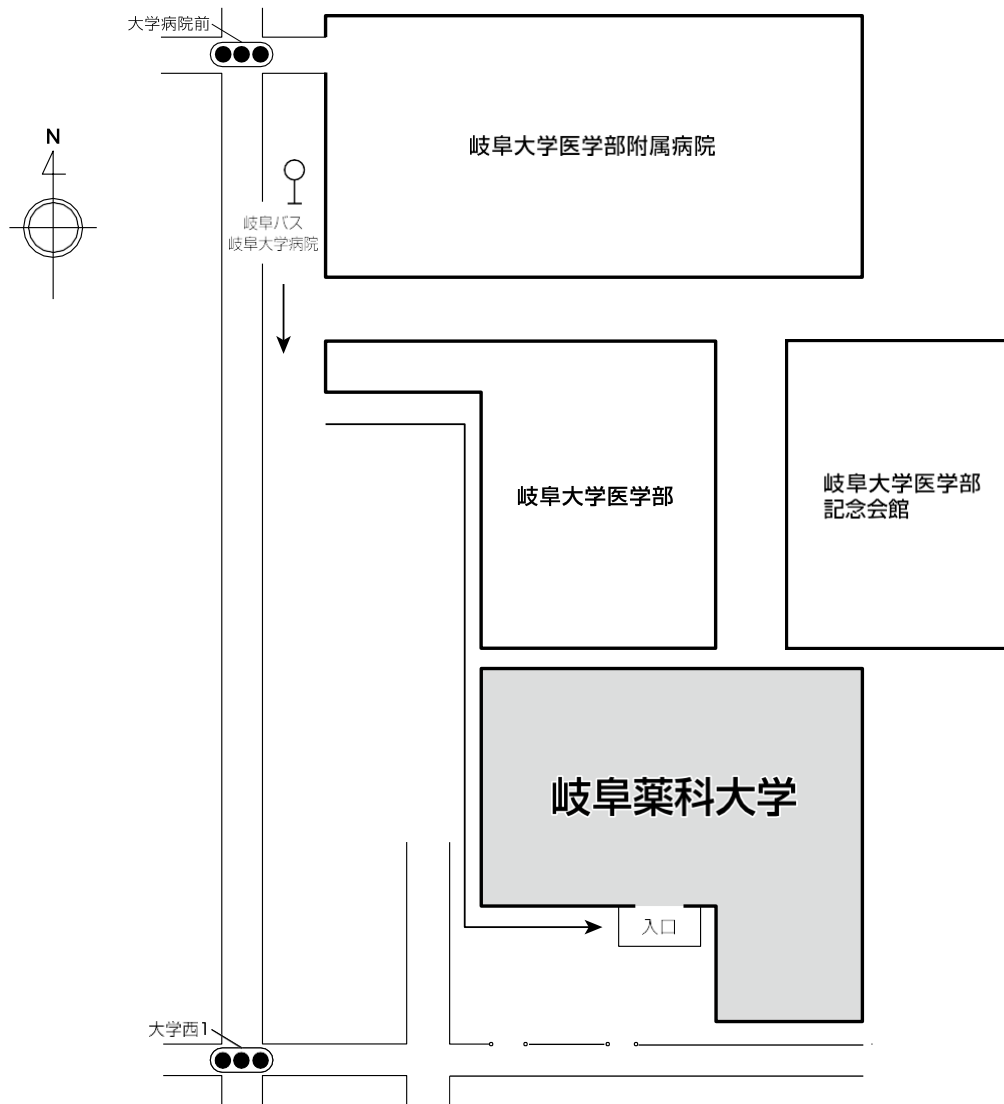 大学病院前
岐阜大学医学部附属病院
N
岐阜バス
岐阜大学病院
岐阜大学医学部
岐阜大学医学部
記念会館
岐阜薬科大学
入口
大学西1